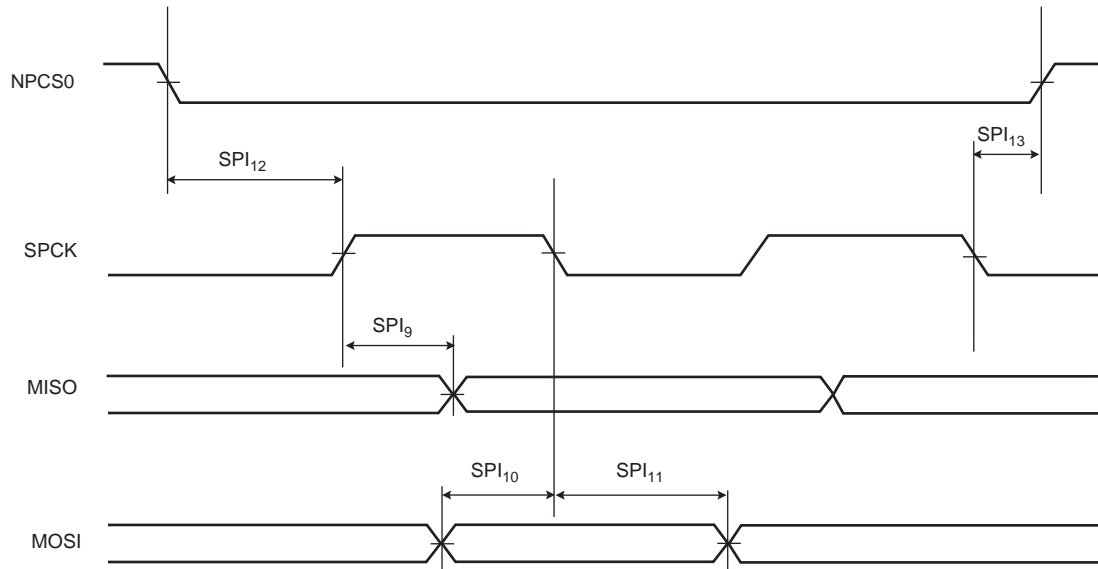 NPCS0
SPI₁₂
SPI₁₃
SPCK
SPI₉
MISO
SPI₁₀
SPI₁₁
MOSI